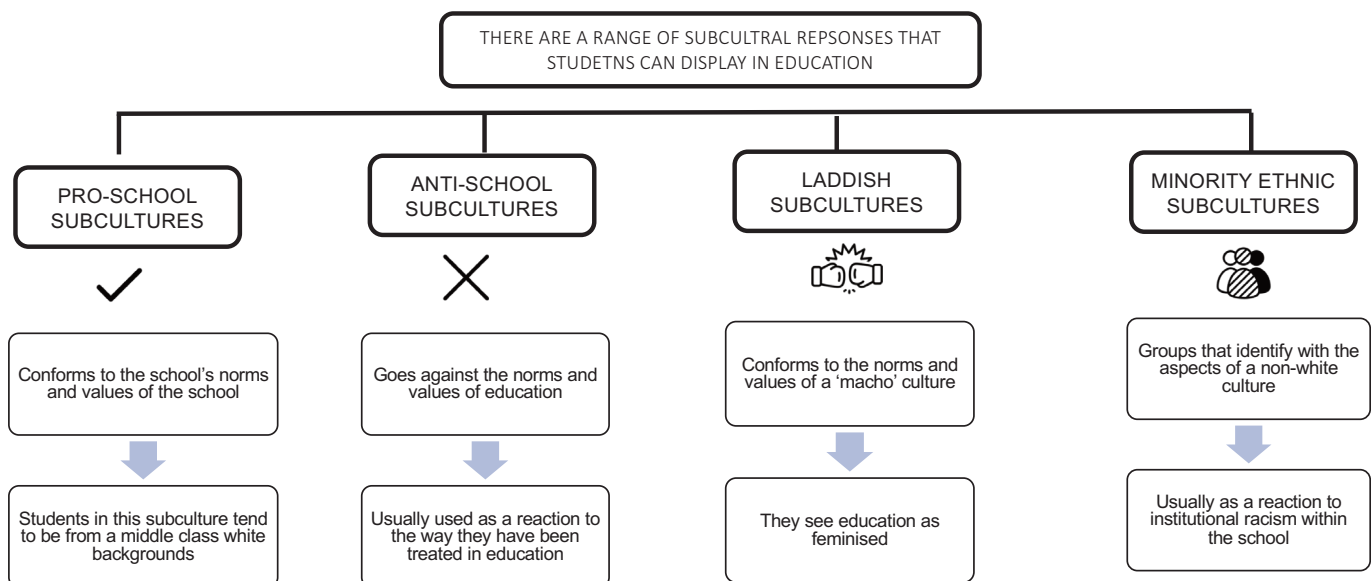 THERE ARE A RANGE OF SUBCULTRAL REPSONSES THAT
STUDETNS CAN DISPLAY IN EDUCATION
PRO-SCHOOL
SUBCULTURES
ANTI-SCHOOL
SUBCULTURES
LADDISH
SUBCULTURES
MINORITY ETHNIC
SUBCULTURES
Conforms to the school's norms
and values of the school
Goes against the norms and
values of education
Conforms to the norms and
values of a 'macho' culture
Groups that identify with the
aspects of a non-white
culture
Students in this subculture tend
to be from a middle class white
backgrounds
Usually used as a reaction to
the way they have been
treated in education
They see education as
feminised
Usually as a reaction to
institutional racism within
the school